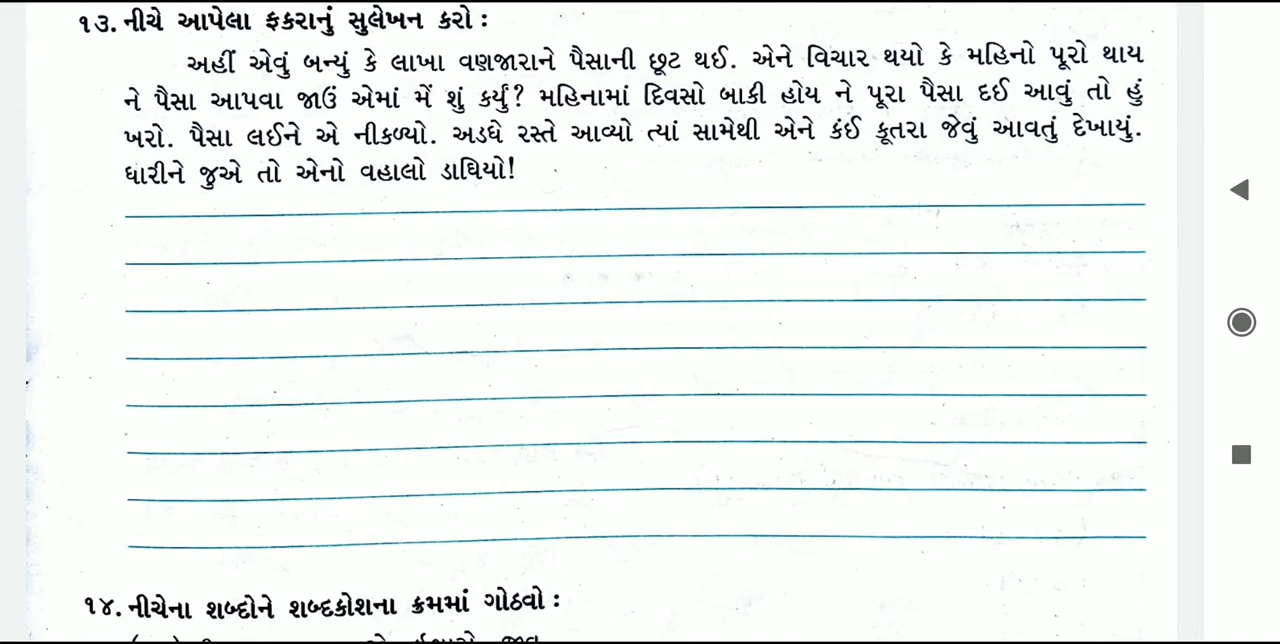 ૧૩. નીચે આપેલા ફકરાનું સુલેખન કરો :
અહીં એવું બન્યું કે લાખા વણજારાને પૈસાની છૂટ થઈ. એને વિચાર થયો કે મહિનો પૂરો થાય
ને પૈસા આપવા જાઉં એમાં મેં શું કર્યું? મહિનામાં દિવસો બાકી હોય ને પૂરા પૈસા દઈ આવું તો હું
ખરો. પૈસા લઈને એ નીકળ્યો. અડધે રસ્તે આવ્યો ત્યાં સામેથી એને કંઈ કૂતરા જેવું આવતું દેખાયું.
ધારીને જુએ તો એનો વહાલો ડાઘિયો!
૧૪. નીચેના શબ્દોને શબ્દકોશના ક્રમમાં ગોઠવો :